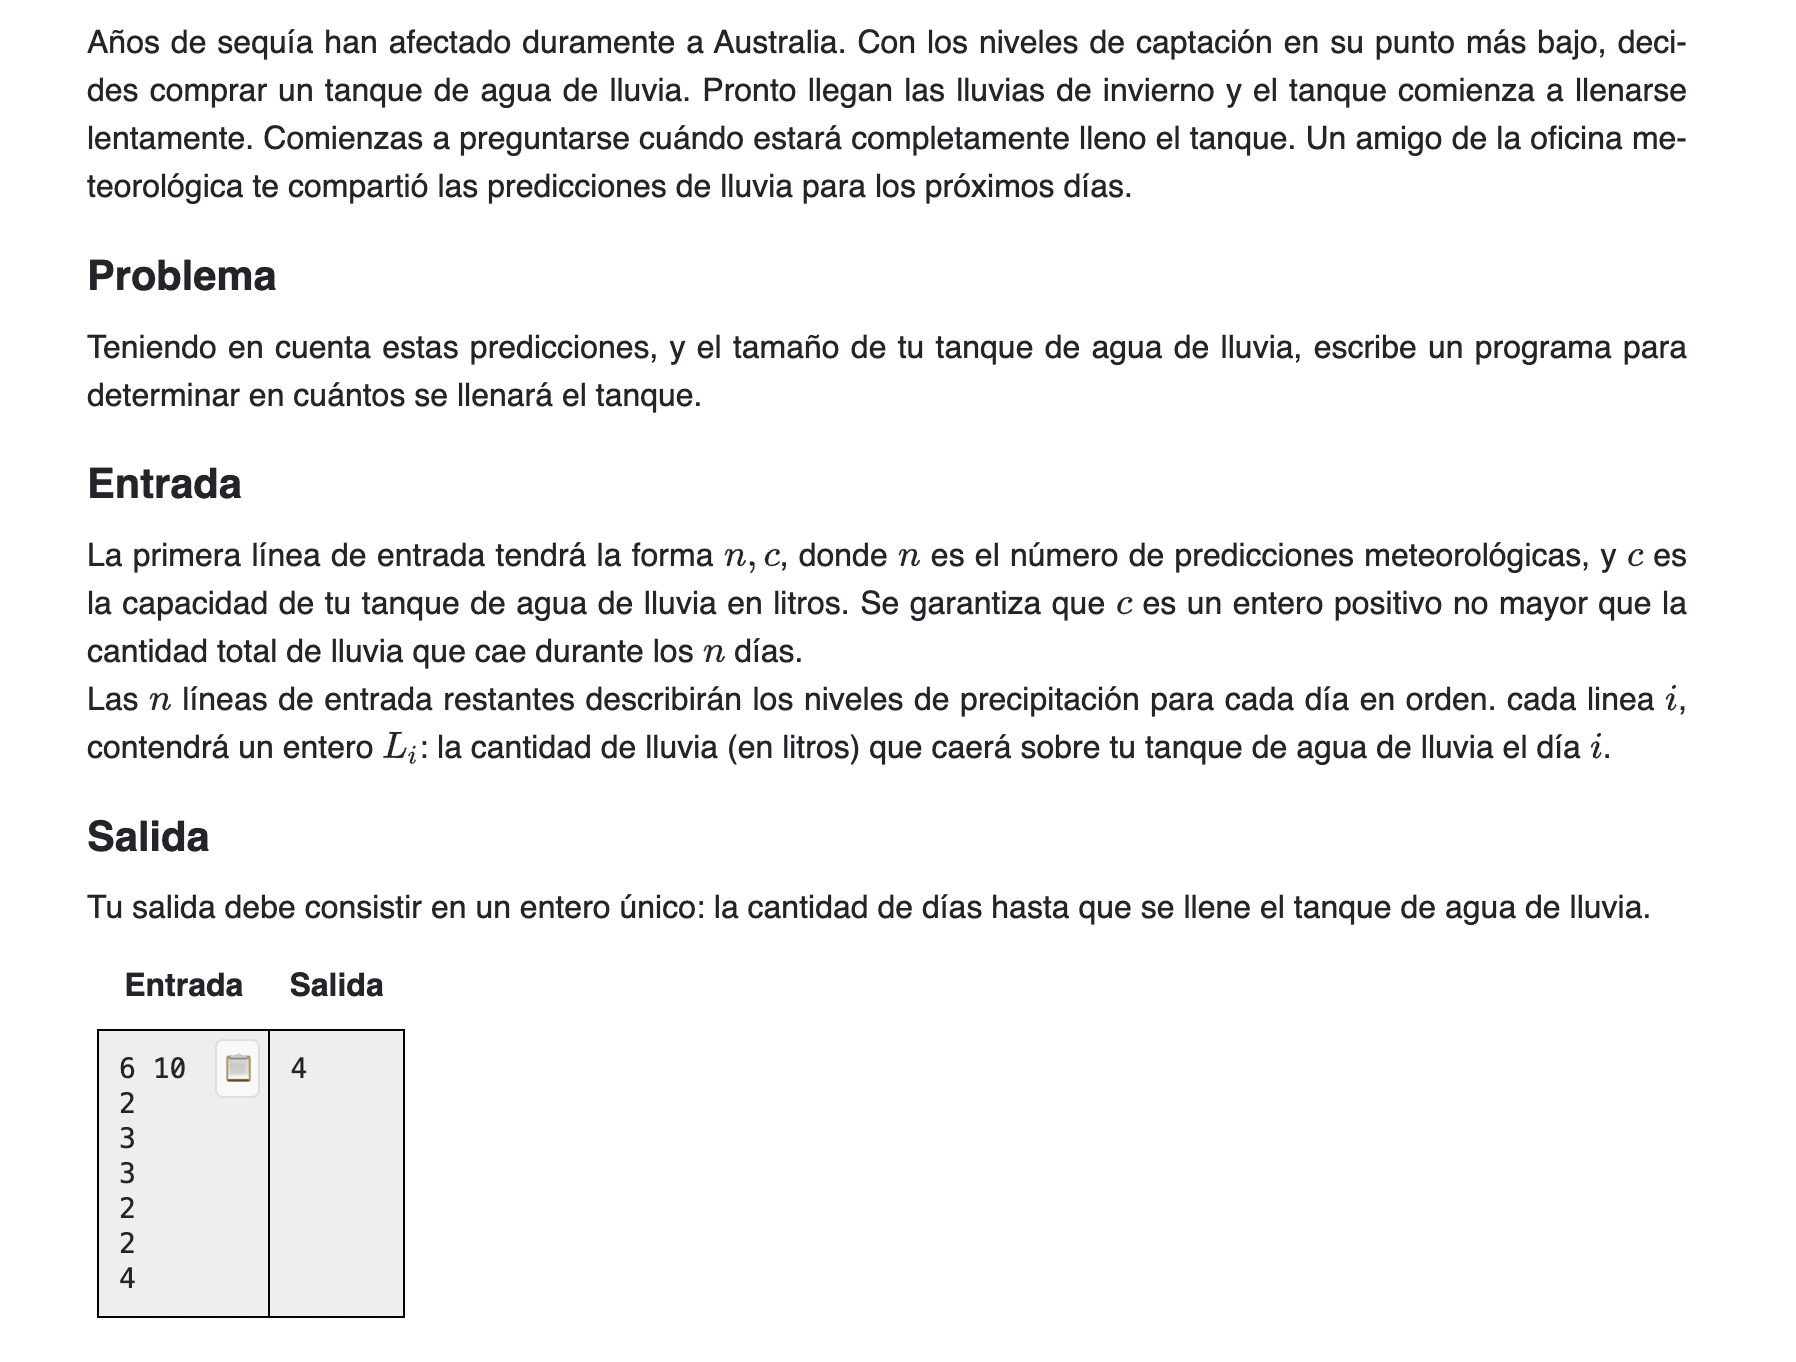 Años de sequía han afectado duramente a Australia. Con los niveles de captación en su punto más bajo, deci-
des comprar un tanque de agua de lluvia. Pronto llegan las lluvias de invierno y el tanque comienza a llenarse
lentamente. Comienzas a preguntarse cuándo estará completamente lleno el tanque. Un amigo de la oficina me-
teorológica te compartió las predicciones de lluvia para los próximos días.
Problema
Teniendo en cuenta estas predicciones, y el tamaño de tu tanque de agua de lluvia, escribe un programa para
determinar en cuántos se llenará el tanque.
Entrada
La primera línea de entrada tendrá la forma n, c, donde n es el número de predicciones meteorológicas, y c es
la capacidad de tu tanque de agua de lluvia en litros. Se garantiza que c es un entero positivo no mayor que la
cantidad total de lluvia que cae durante los n días.
Las n líneas de entrada restantes describirán los niveles de precipitación para cada día en orden. cada linea i,
contendrá un entero Lᵢ: la cantidad de lluvia (en litros) que caerá sobre tu tanque de agua de lluvia el día i.
Salida
Tu salida debe consistir en un entero único: la cantidad de días hasta que se llene el tanque de agua de lluvia.
Entrada Salida
6 10 4
2
3
3
2
2
4